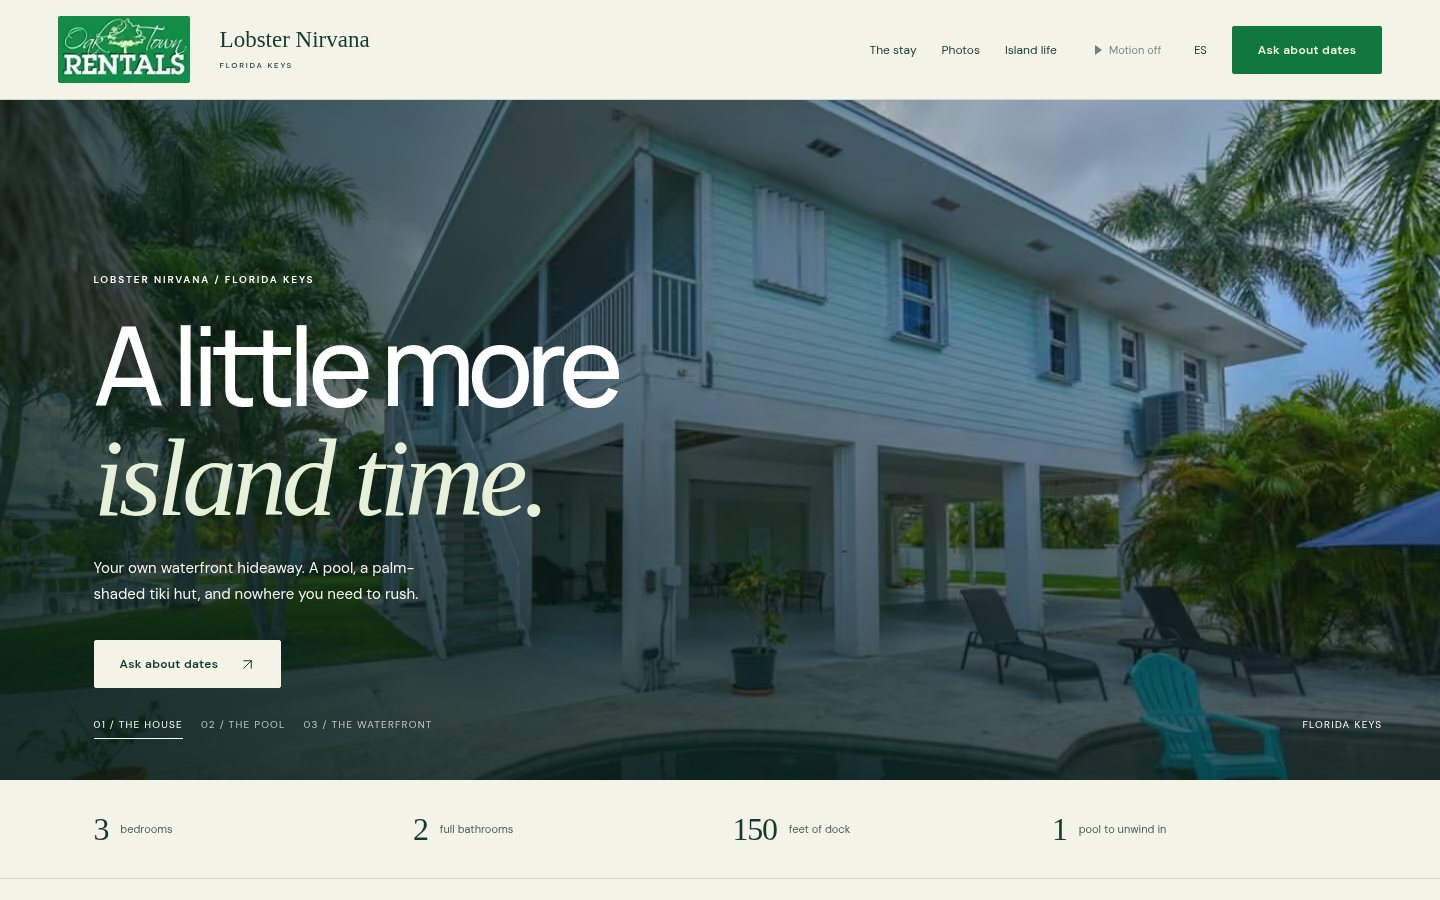 Oak Town
RENTALS
Lobster Nirvana
FLORIDA KEYS
The stay
Photos
Island life
Motion off
ES
Ask about dates
LOBSTER NIRVANA / FLORIDA KEYS
A little more
island time.
Your own waterfront hideaway. A pool, a palm-
shaded tiki hut, and nowhere you need to rush.
Ask about dates
01 / THE HOUSE
02 / THE POOL
03 / THE WATERFRONT
FLORIDA KEYS
3 bedrooms
2 full bathrooms
150 feet of dock
1 pool to unwind in